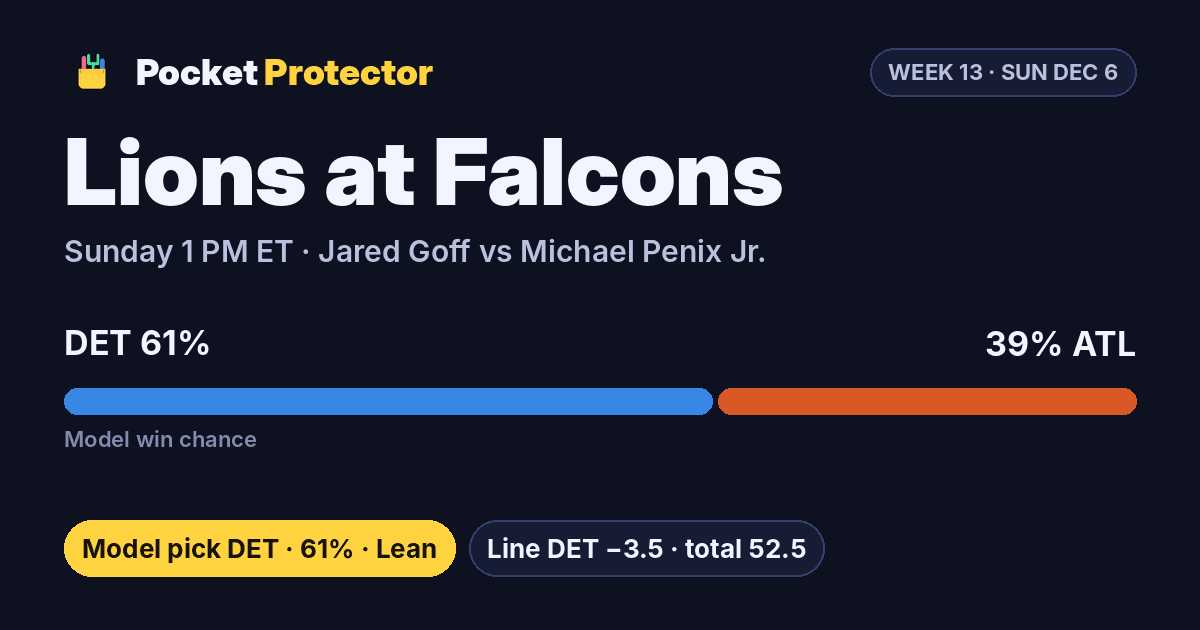 Pocket Protector
WEEK 13 · SUN DEC 6
Lions at Falcons
Sunday 1 PM ET · Jared Goff vs Michael Penix Jr.
DET 61%
39% ATL
Model win chance
Model pick DET · 61% · Lean
Line DET −3.5 · total 52.5